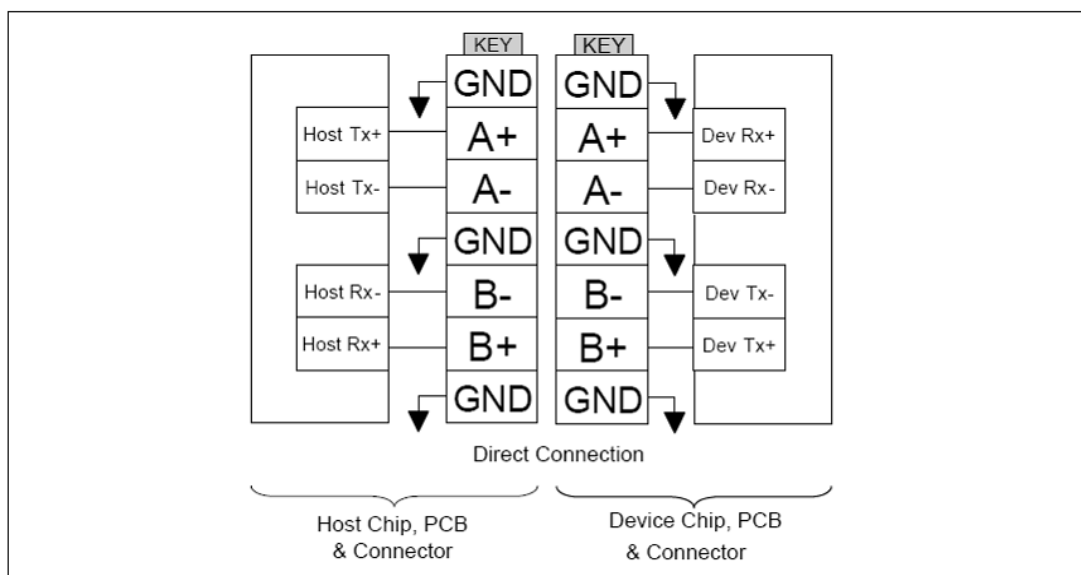 KEY KEY
GND GND
Host Tx+ A+ A+ Dev Rx+
Host Tx- A- A- Dev Rx-
GND GND
Host Rx- B- B- Dev Tx-
Host Rx+ B+ B+ Dev Tx+
GND GND
Direct Connection
Host Chip, PCB
& Connector
Device Chip, PCB
& Connector